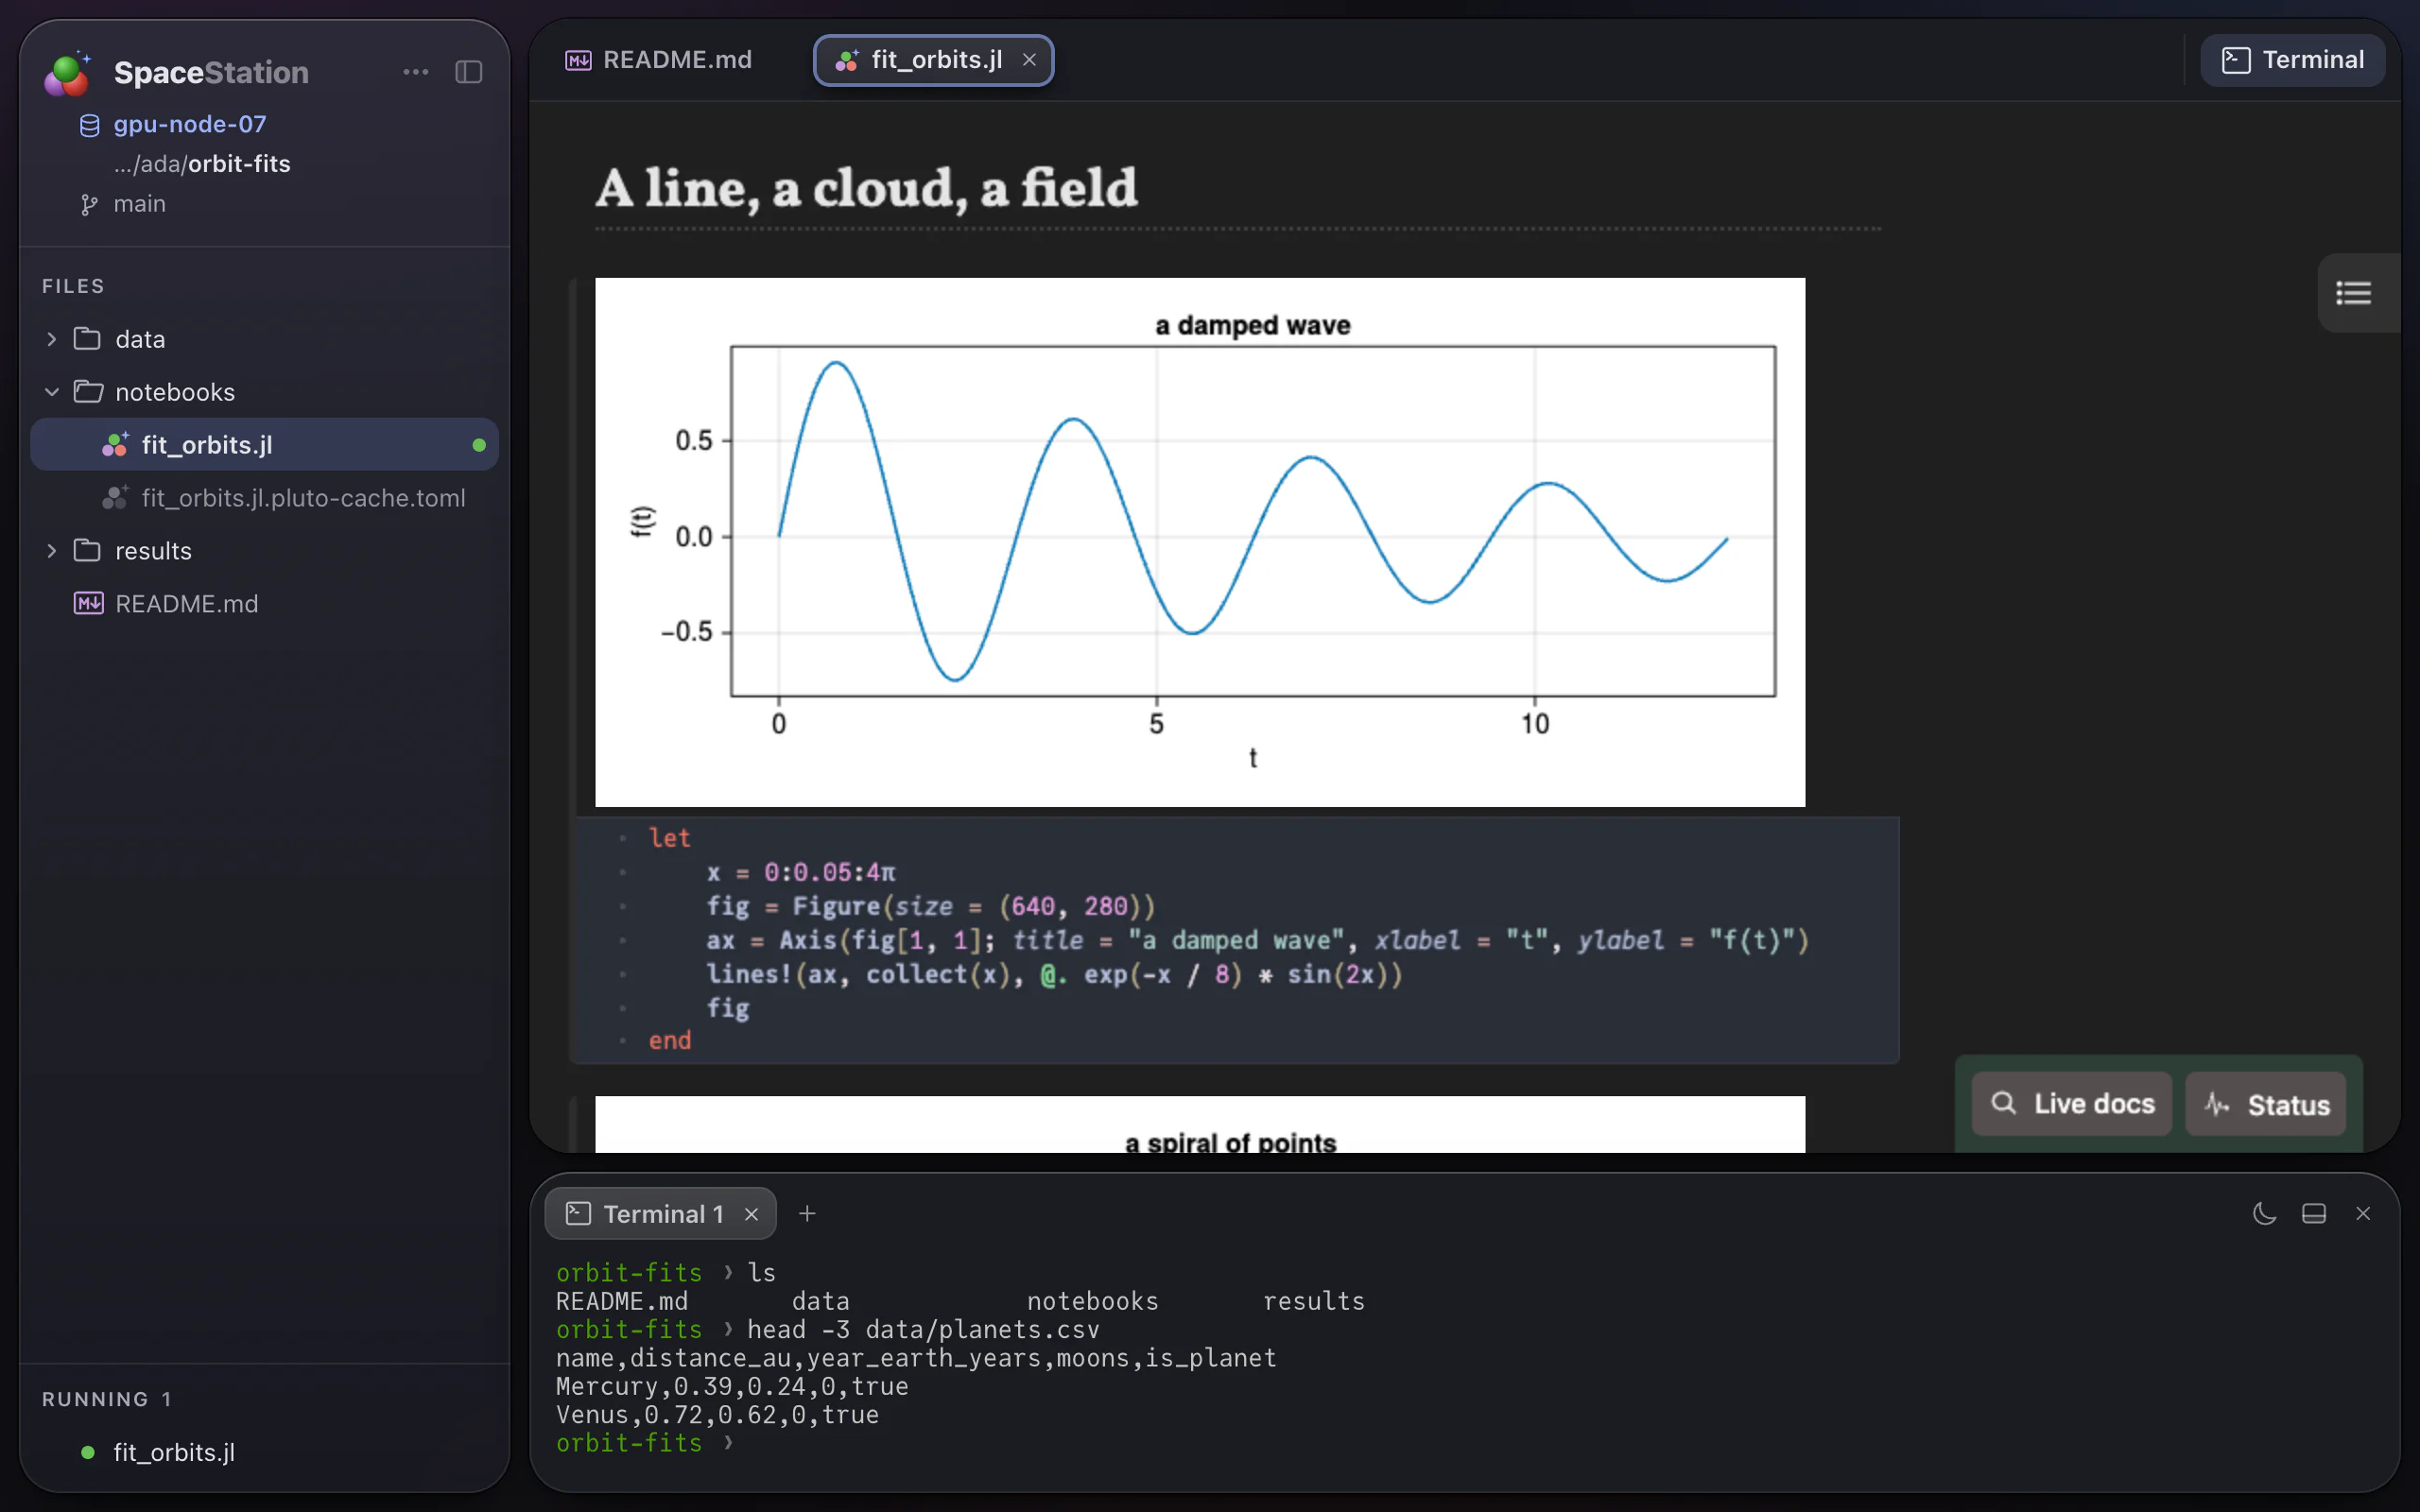 SpaceStation
gpu-node-07
.../ada/orbit-fits
main
FILES
data
notebooks
fit_orbits.jl
fit_orbits.jl.pluto-cache.toml
results
README.md
RUNNING 1
fit_orbits.jl
README.md
fit_orbits.jl
Terminal
A line, a cloud, a field
a damped wave
0.5
0.0
−0.5
f(t)
0 5 10
t
let
x = 0:0.05:4π
fig = Figure(size = (640, 280))
ax = Axis(fig[1, 1]; title = "a damped wave", xlabel = "t", ylabel = "f(t)")
lines!(ax, collect(x), @. exp(-x / 8) * sin(2x))
fig
end
a spiral of points
Live docs
Status
Terminal 1
orbit-fits › ls
README.md data notebooks results
orbit-fits › head -3 data/planets.csv
name,distance_au,year_earth_years,moons,is_planet
Mercury,0.39,0.24,0,true
Venus,0.72,0.62,0,true
orbit-fits ›